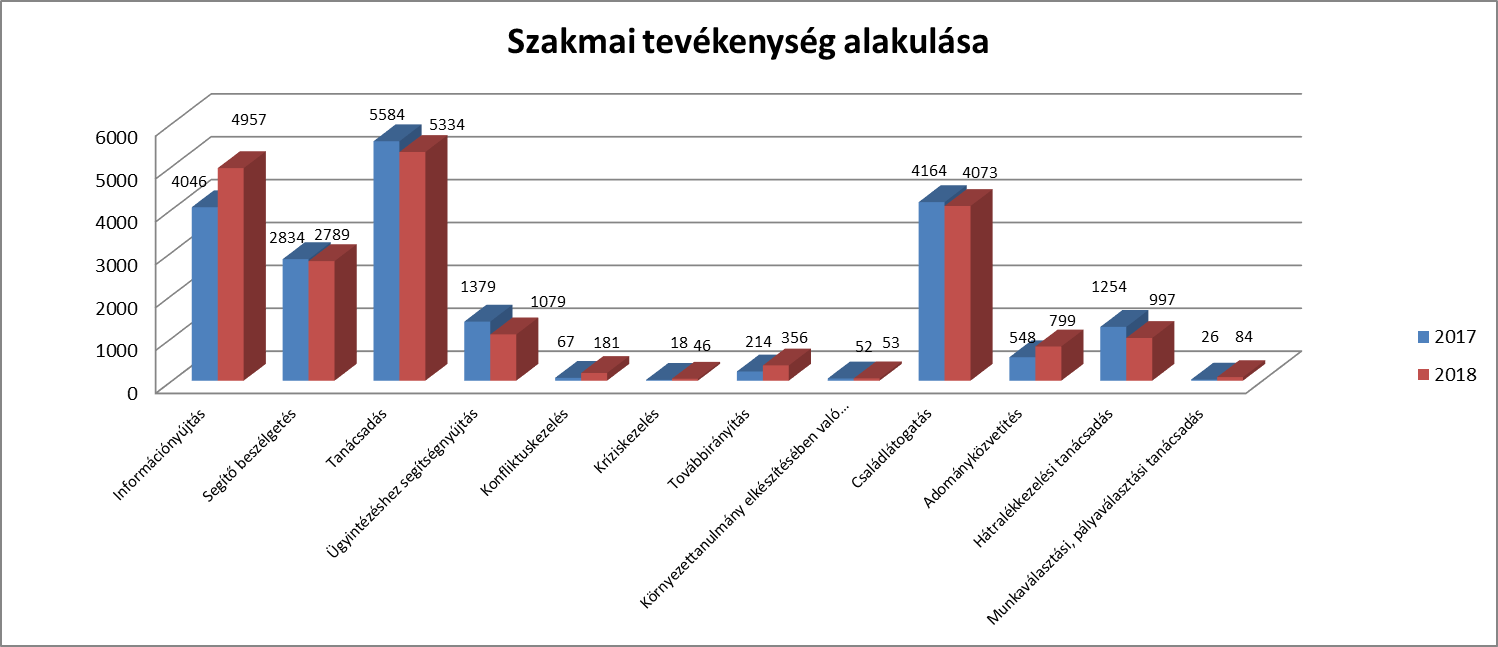 Szakmai tevékenység alakulása
6000
5000
4000
3000
2000
1000
0
4046
4957
2834
2789
5584
5334
1379
1079
67
181
18
46
214
356
52
53
4164
4073
548
799
1254
997
26
84
Információnyújtás
Segítő beszélgetés
Tanácsadás
Ügyintézéshez segítségnyújtás
Konfliktuskezelés
Kríziskezelés
Továbbirányítás
Környezettanulmány elkészítésében való...
Családlátogatás
Adományközvetítés
Hátralékkezelési tanácsadás
Munkaválasztási, pályaválasztási tanácsadás
2017
2018